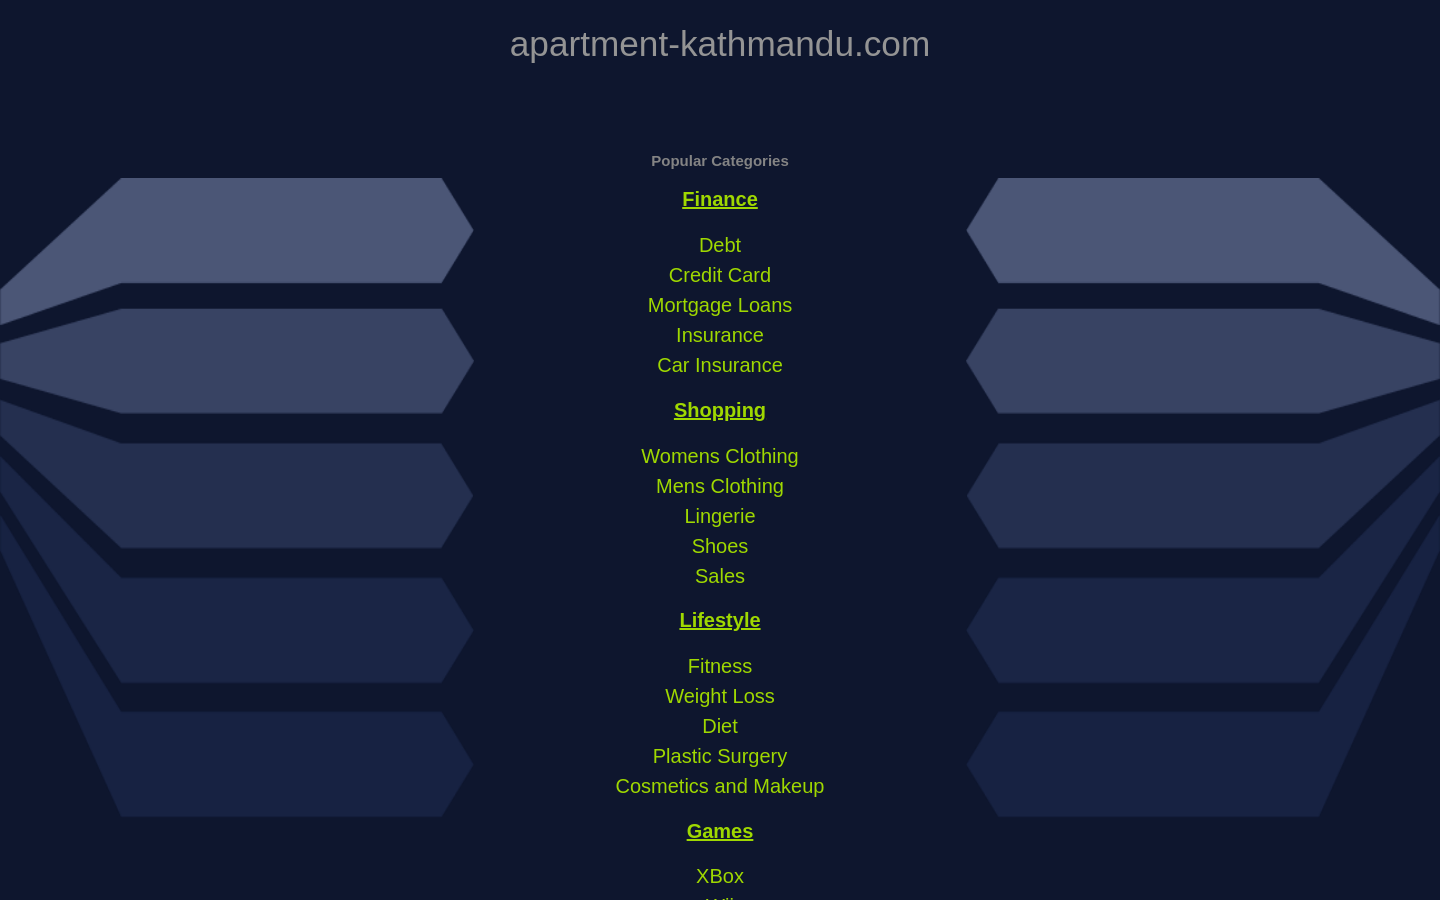 apartment-kathmandu.com
Popular Categories
Finance
Debt
Credit Card
Mortgage Loans
Insurance
Car Insurance
Shopping
Womens Clothing
Mens Clothing
Lingerie
Shoes
Sales
Lifestyle
Fitness
Weight Loss
Diet
Plastic Surgery
Cosmetics and Makeup
Games
XBox